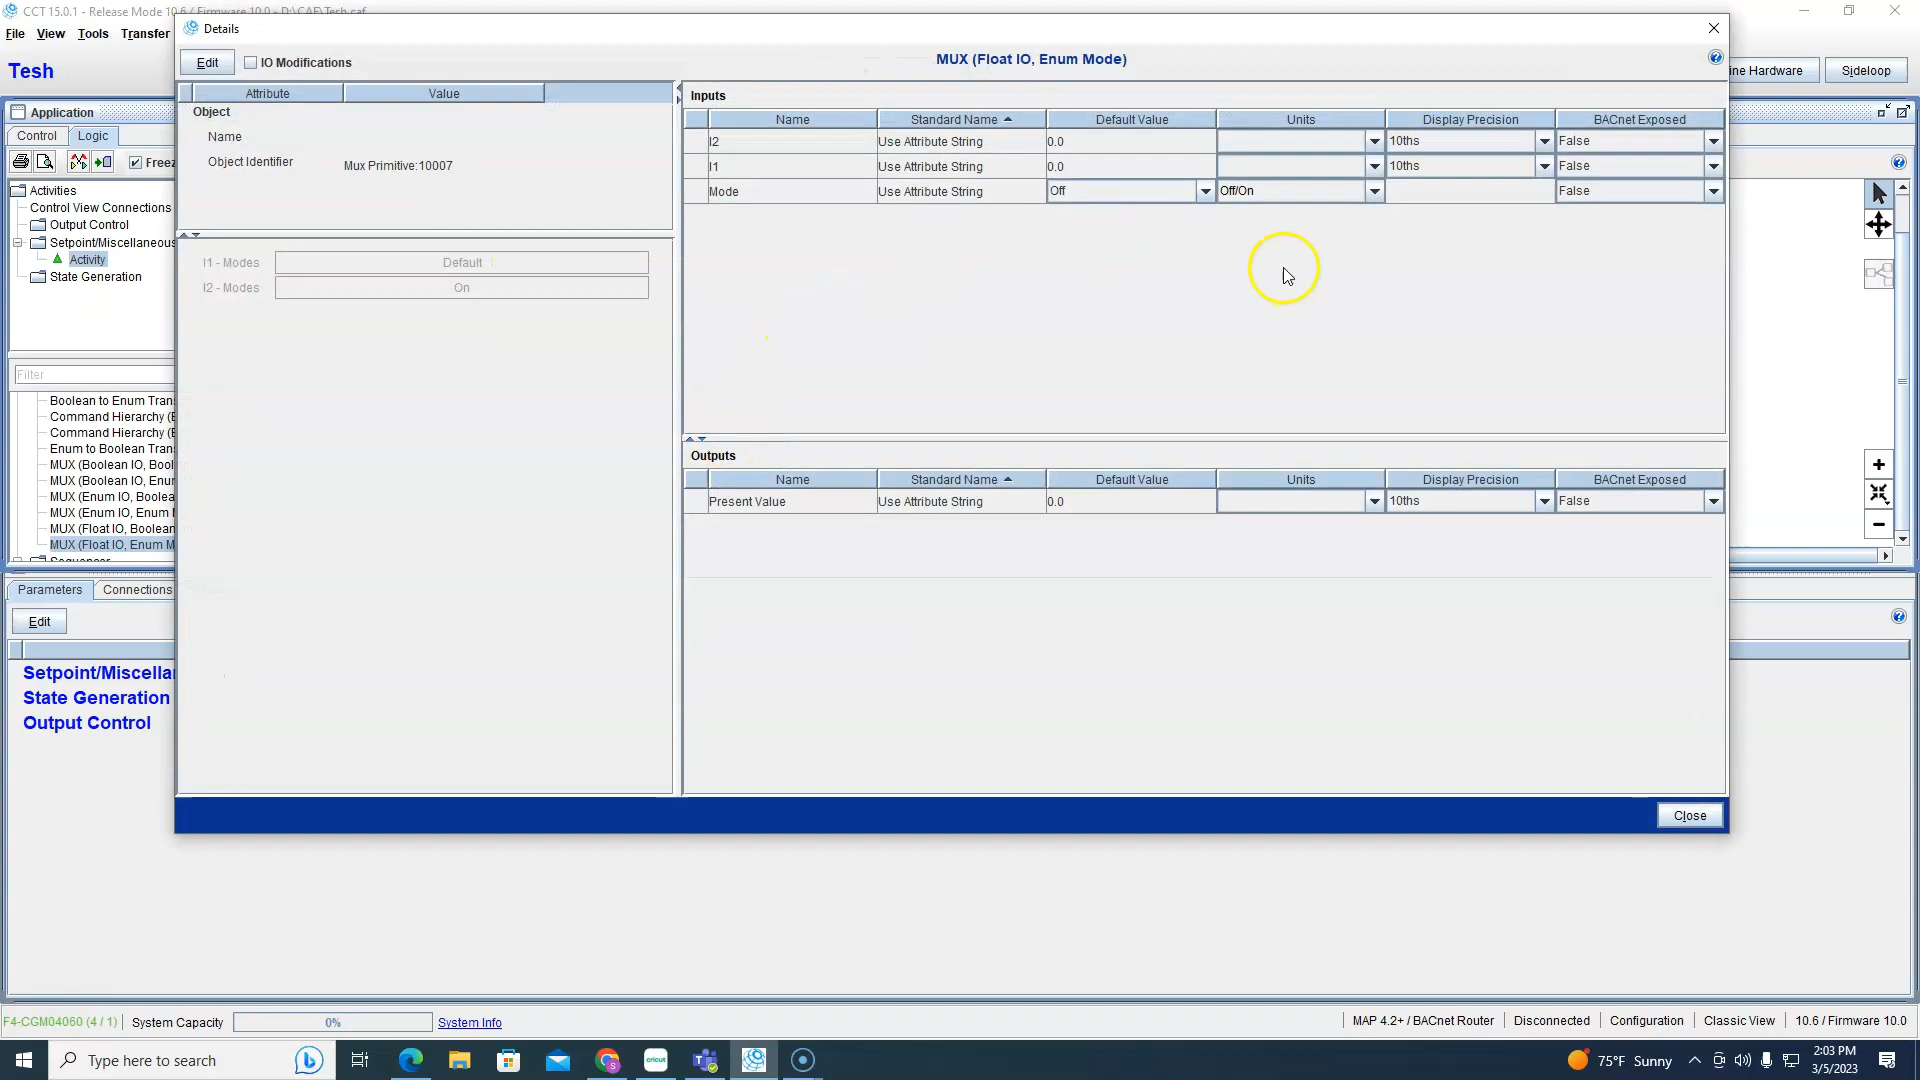 CCT 15.0.1 - Release Mode 10.6 / Firmware 10.0 - D:\CAF\Tesh.caf
Details
File View Tools Transfer
Edit IO Modifications MUX (Float IO, Enum Mode)
Tesh
ine Hardware Sideloop
Attribute Value
Object
Name
Object Identifier Mux Primitive:10007
Inputs
Name Standard Name Default Value Units Display Precision BACnet Exposed
I2 Use Attribute String 0.0 10ths False
I1 Use Attribute String 0.0 10ths False
Mode Use Attribute String Off Off/On False
Application
Control Logic
Freez
Activities
Control View Connections
Output Control
Setpoint/Miscellaneous
Activity
State Generation
I1 - Modes Default
I2 - Modes On
Filter
Boolean to Enum Tran
Command Hierarchy (E
Command Hierarchy (E
Enum to Boolean Trans
MUX (Boolean IO, Bool
MUX (Boolean IO, Enu
MUX (Enum IO, Boolea
MUX (Enum IO, Enum M
MUX (Float IO, Boolean
MUX (Float IO, Enum M
Sequencer
Outputs
Name Standard Name Default Value Units Display Precision BACnet Exposed
Present Value Use Attribute String 0.0 10ths False
Parameters Connections
Edit
Setpoint/Miscella
State Generation
Output Control
Close
F4-CGM04060 (4 / 1) System Capacity 0% System Info
MAP 4.2+ / BACnet Router Disconnected Configuration Classic View 10.6 / Firmware 10.0
Type here to search
cricut
75°F Sunny
2:03 PM
3/5/2023